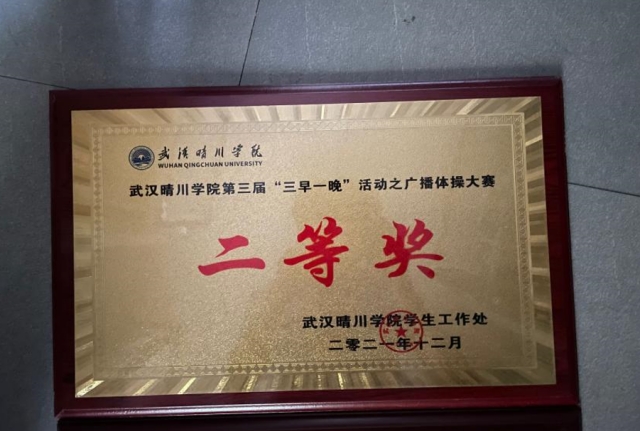 武汉晴川学院
WUHAN QINGCHUAN UNIVERSITY
武汉晴川学院第三届“三早一晚”活动之广播体操大赛
二等奖
武汉晴川学院学生工作处
二零二一年十二月